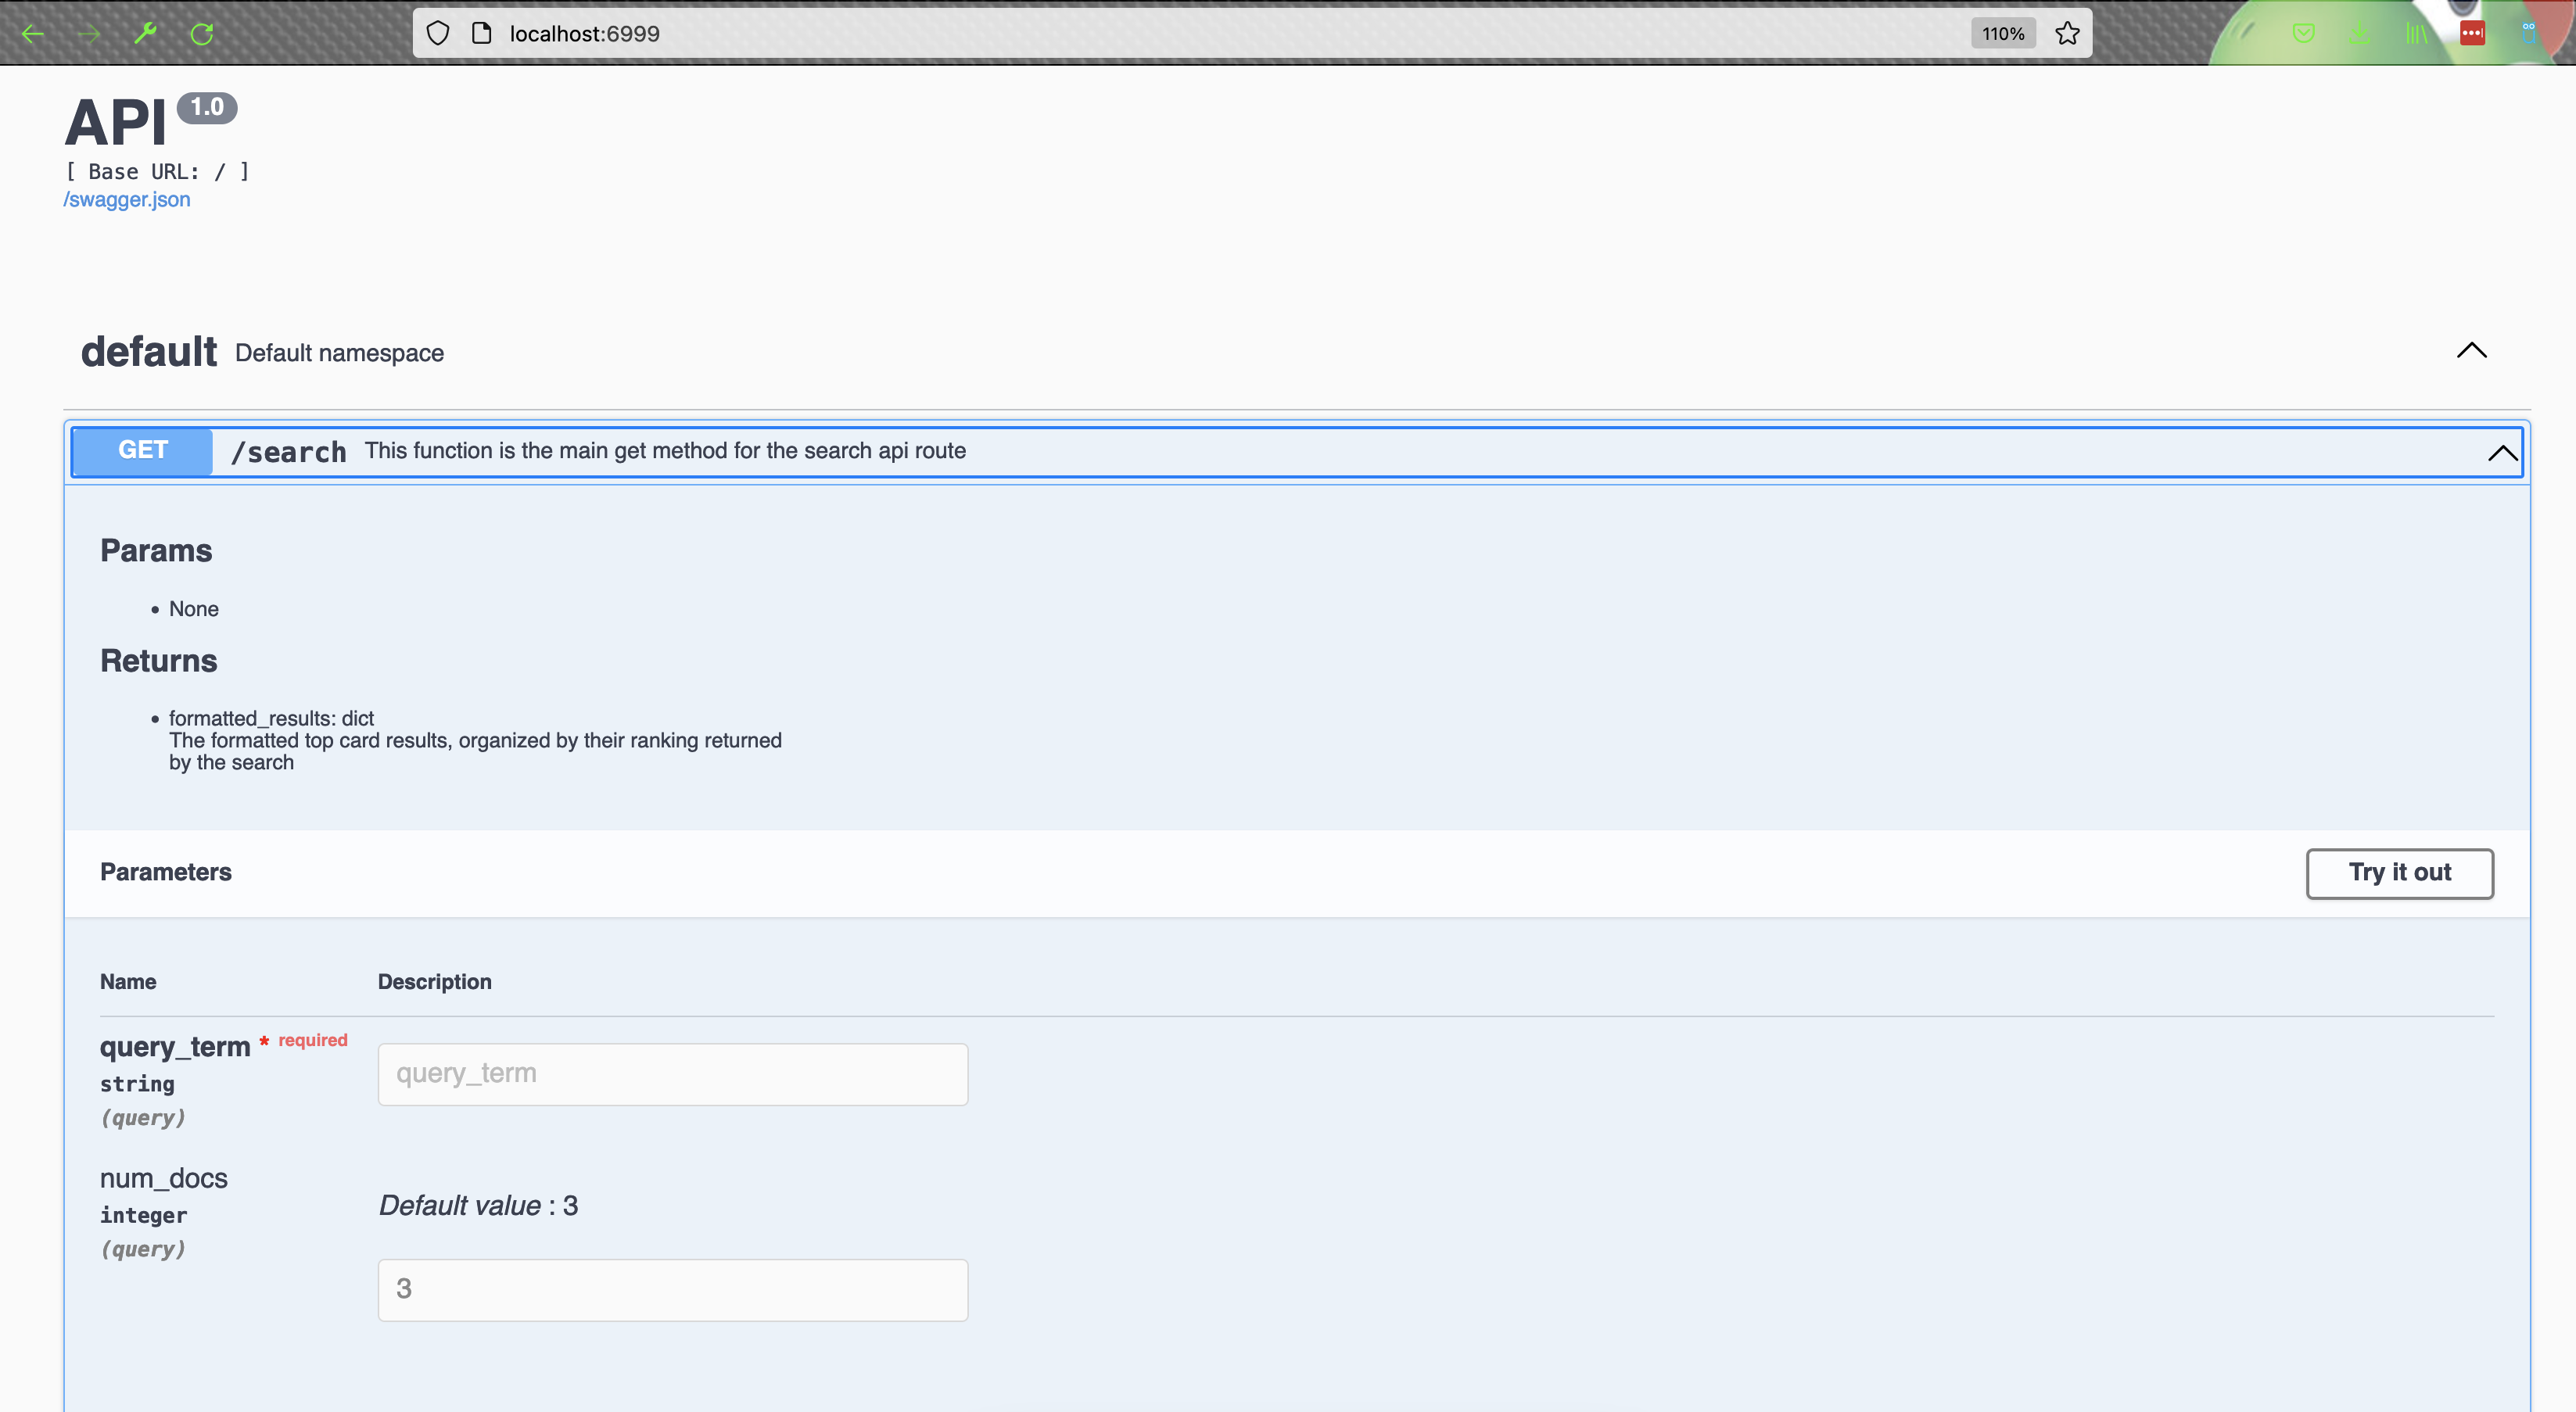 localhost:6999
110%
API 1.0
[ Base URL: / ]
/swagger.json
default Default namespace
GET /search This function is the main get method for the search api route
Params
• None
Returns
• formatted_results: dict
The formatted top card results, organized by their ranking returned
by the search
Parameters
Try it out
Name Description
query_term * required
string
(query)
query_term
num_docs
integer
(query)
Default value : 3
3